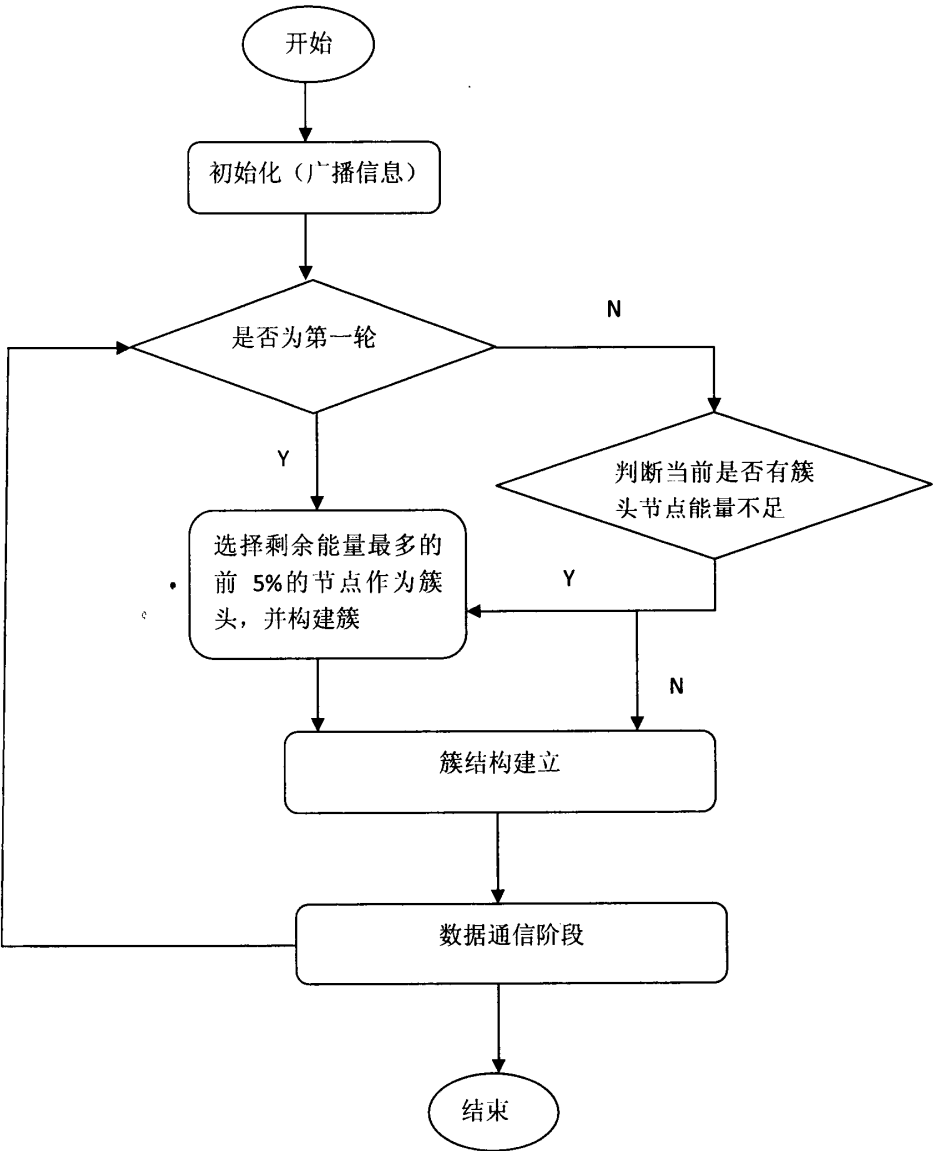 开始
初始化（广播信息）
是否为第一轮
N
Y
判断当前是否有簇
头节点能量不足
选择剩余能量最多的
前 5%的节点作为簇
头，并构建簇
Y
N
簇结构建立
数据通信阶段
结束